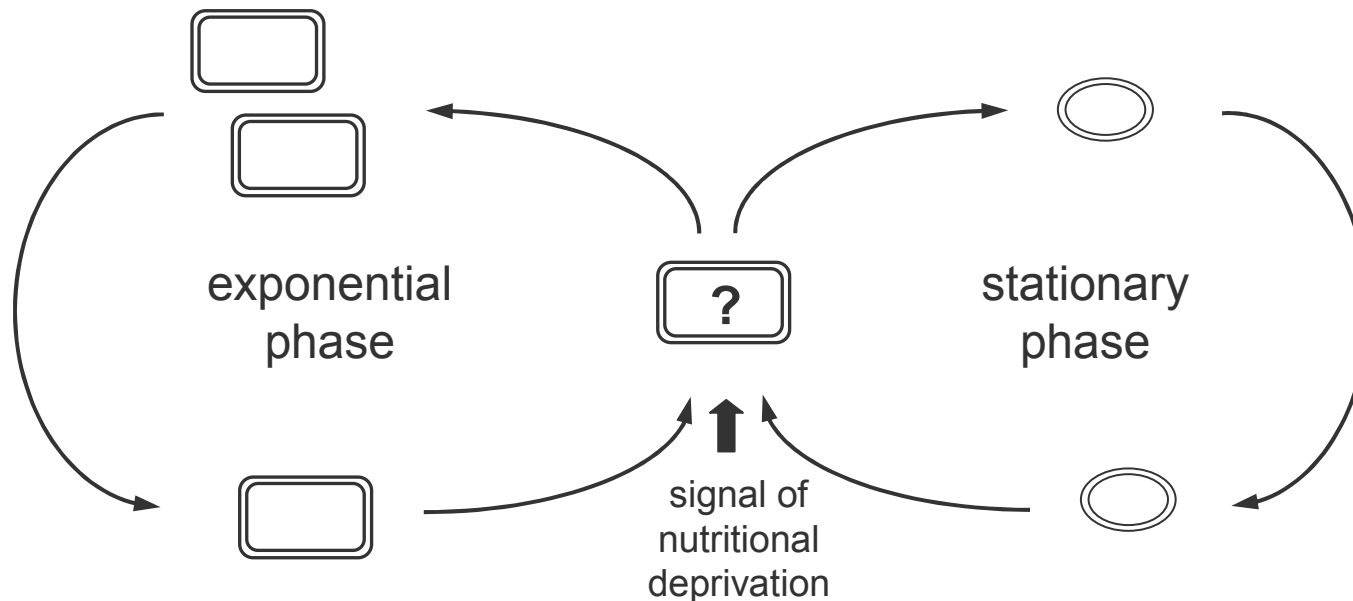 exponential
phase
?
stationary
phase
signal of
nutritional
deprivation